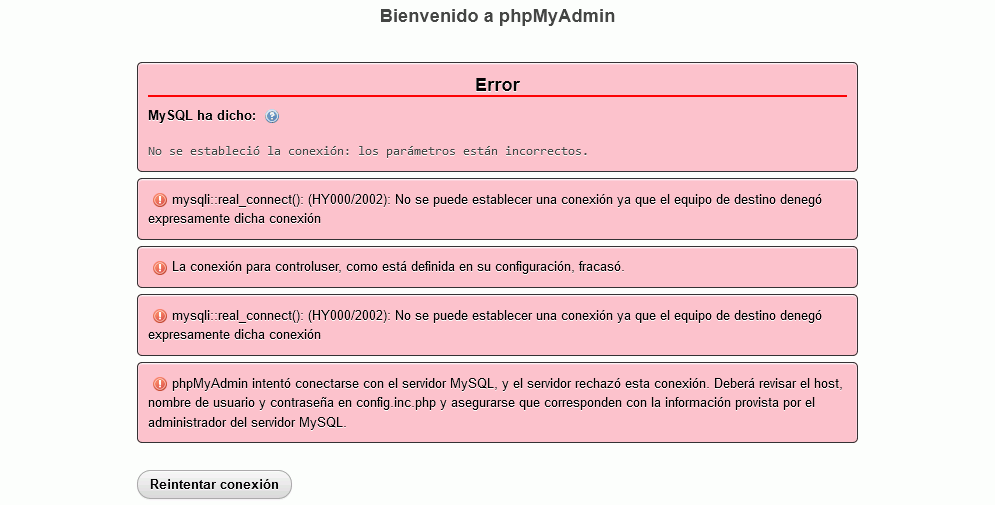 Bienvenido a phpMyAdmin
Error
MySQL ha dicho:
No se estableció la conexión: los parámetros están incorrectos.
mysqli::real_connect(): (HY000/2002): No se puede establecer una conexión ya que el equipo de destino denegó
expresamente dicha conexión
La conexión para controluser, como está definida en su configuración, fracasó.
mysqli::real_connect(): (HY000/2002): No se puede establecer una conexión ya que el equipo de destino denegó
expresamente dicha conexión
phpMyAdmin intentó conectarse con el servidor MySQL, y el servidor rechazó esta conexión. Deberá revisar el host,
nombre de usuario y contraseña en config.inc.php y asegurarse que corresponden con la información provista por el
administrador del servidor MySQL.
Reintentar conexión